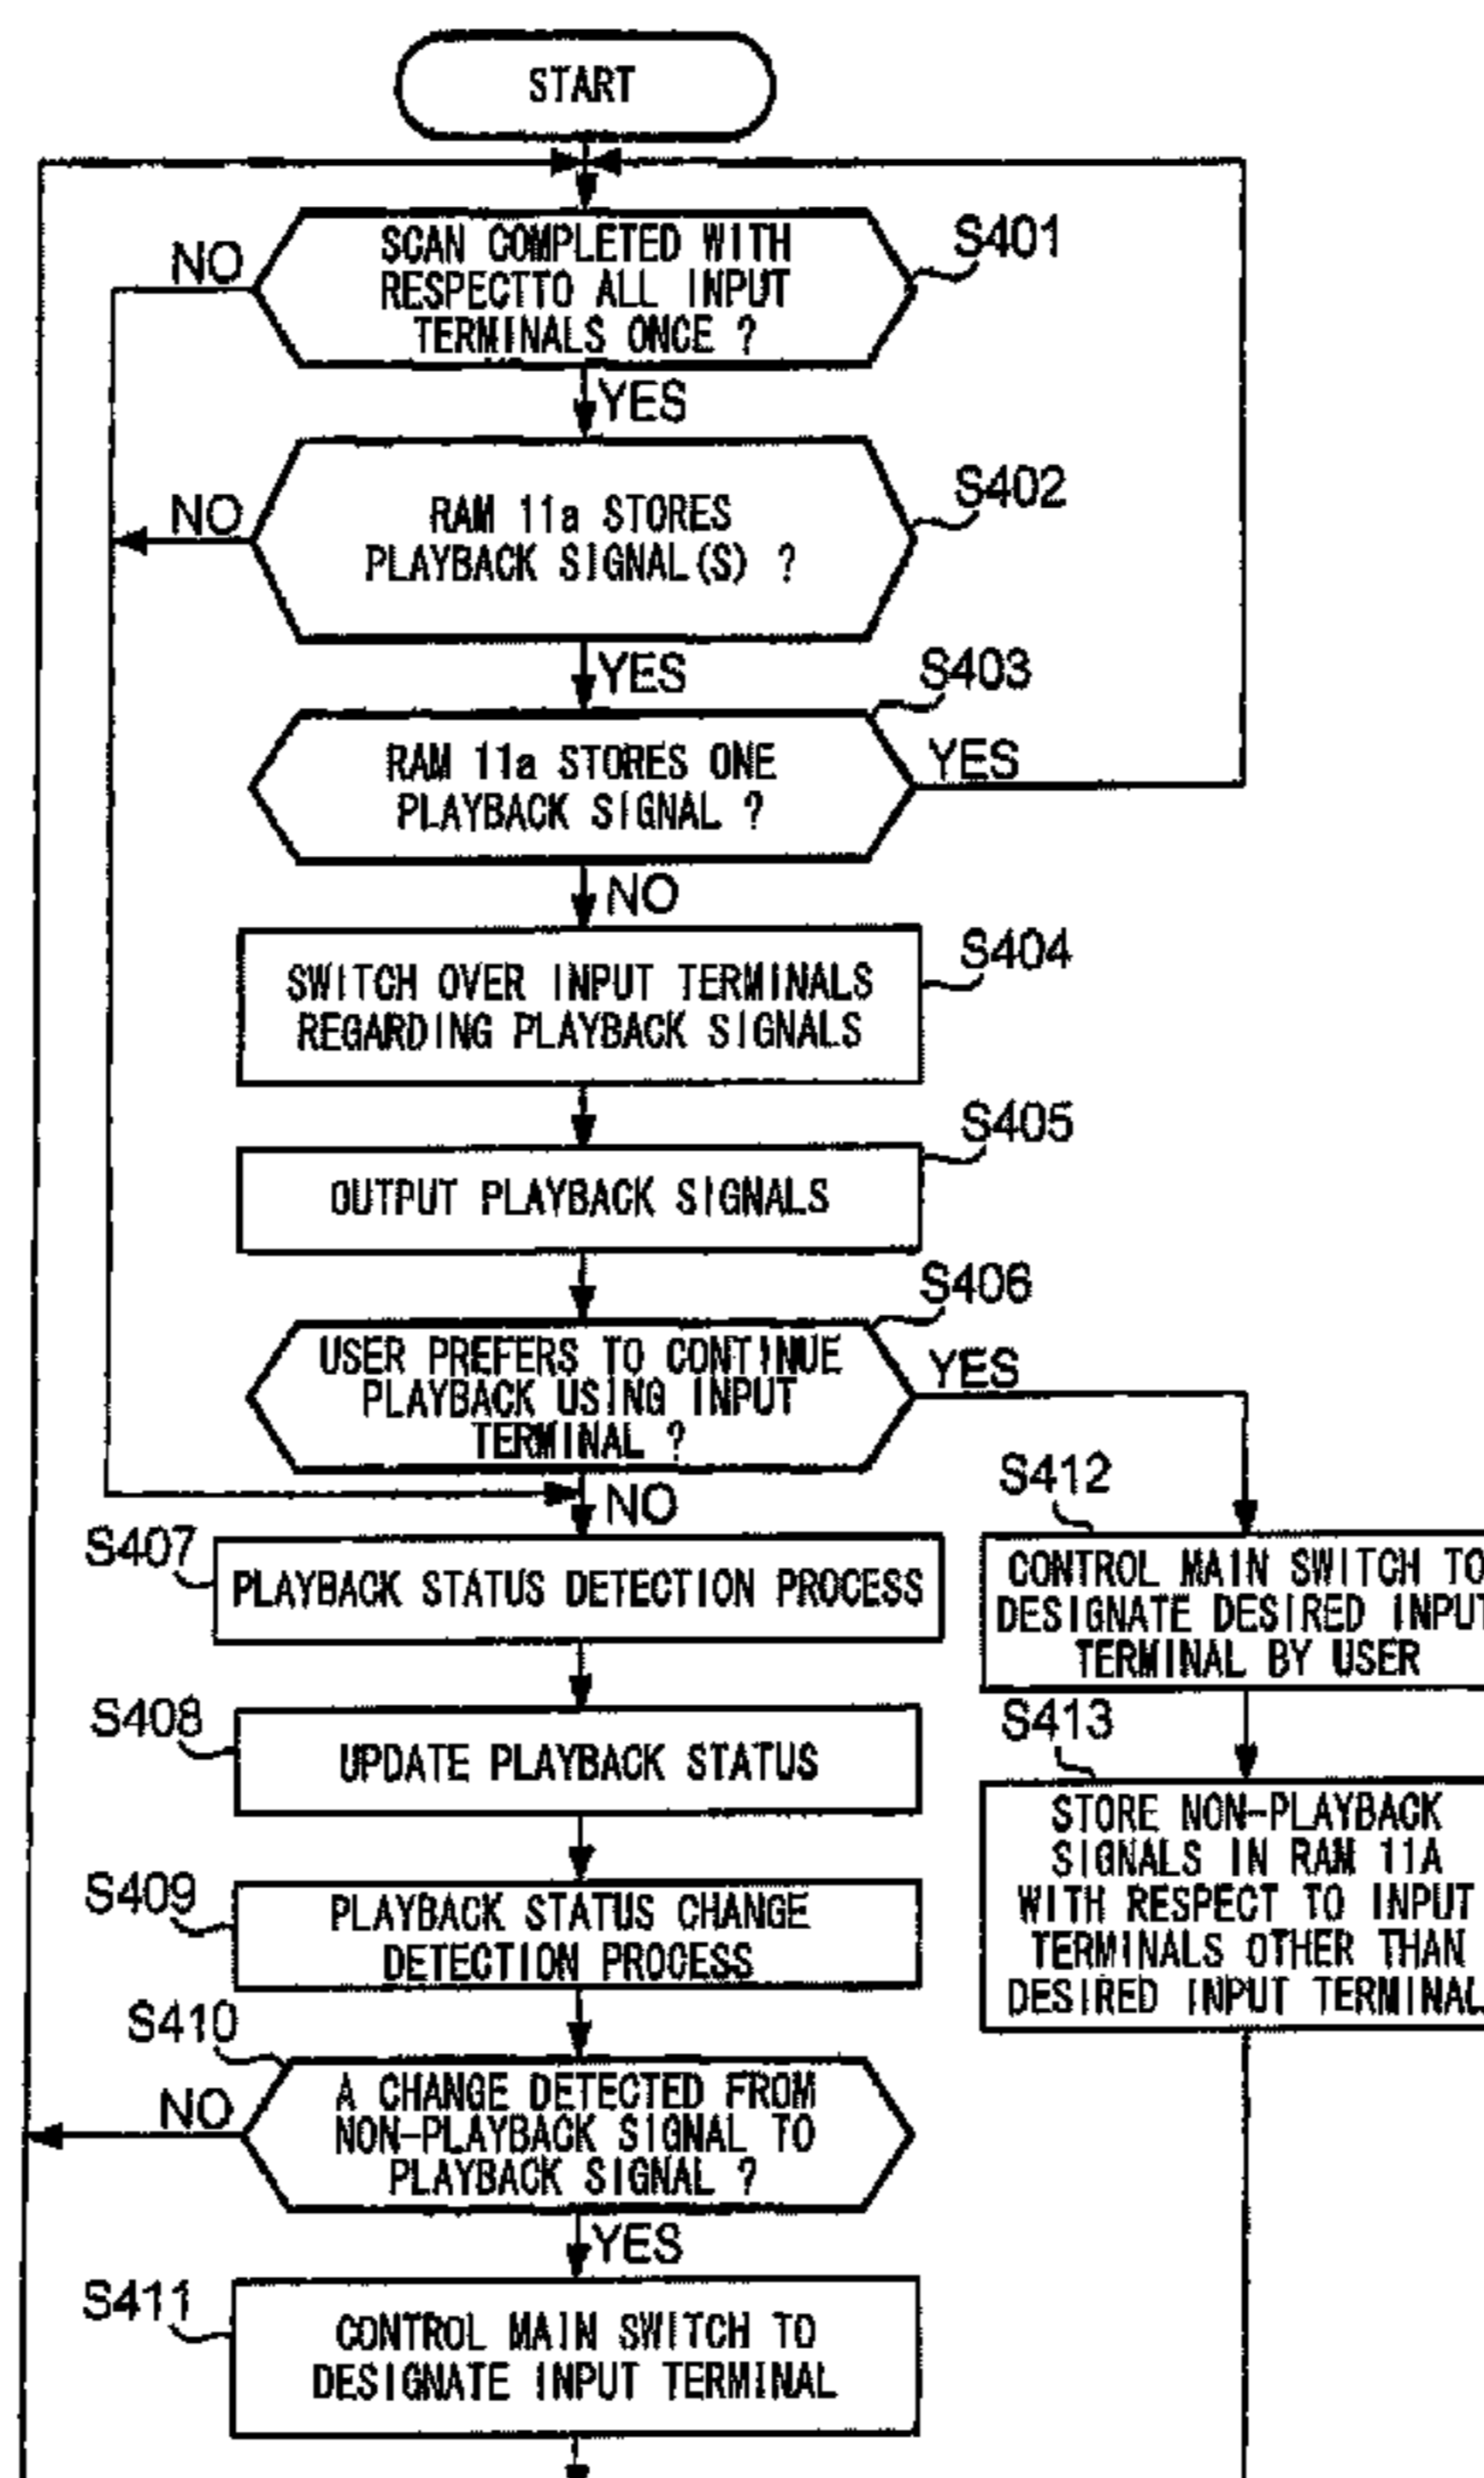 START
SCAN COMPLETED WITH
RESPECTTO ALL INPUT
TERMINALS ONCE ?
S401
NO
YES
RAM 11a STORES
PLAYBACK SIGNAL(S) ?
S402
NO
YES
RAM 11a STORES ONE
PLAYBACK SIGNAL ?
S403
YES
NO
SWITCH OVER INPUT TERMINALS
REGARDING PLAYBACK SIGNALS
S404
OUTPUT PLAYBACK SIGNALS
S405
USER PREFERS TO CONTINUE
PLAYBACK USING INPUT
TERMINAL ?
S406
YES
NO
S407
PLAYBACK STATUS DETECTION PROCESS
S412
CONTROL MAIN SWITCH TO
DESIGNATE DESIRED INPUT
TERMINAL BY USER
S408
UPDATE PLAYBACK STATUS
S413
STORE NON-PLAYBACK
SIGNALS IN RAM 11A
WITH RESPECT TO INPUT
TERMINALS OTHER THAN
DESIRED INPUT TERMINAL
S409
PLAYBACK STATUS CHANGE
DETECTION PROCESS
S410
A CHANGE DETECTED FROM
NON-PLAYBACK SIGNAL TO
PLAYBACK SIGNAL ?
NO
YES
S411
CONTROL MAIN SWITCH TO
DESIGNATE INPUT TERMINAL